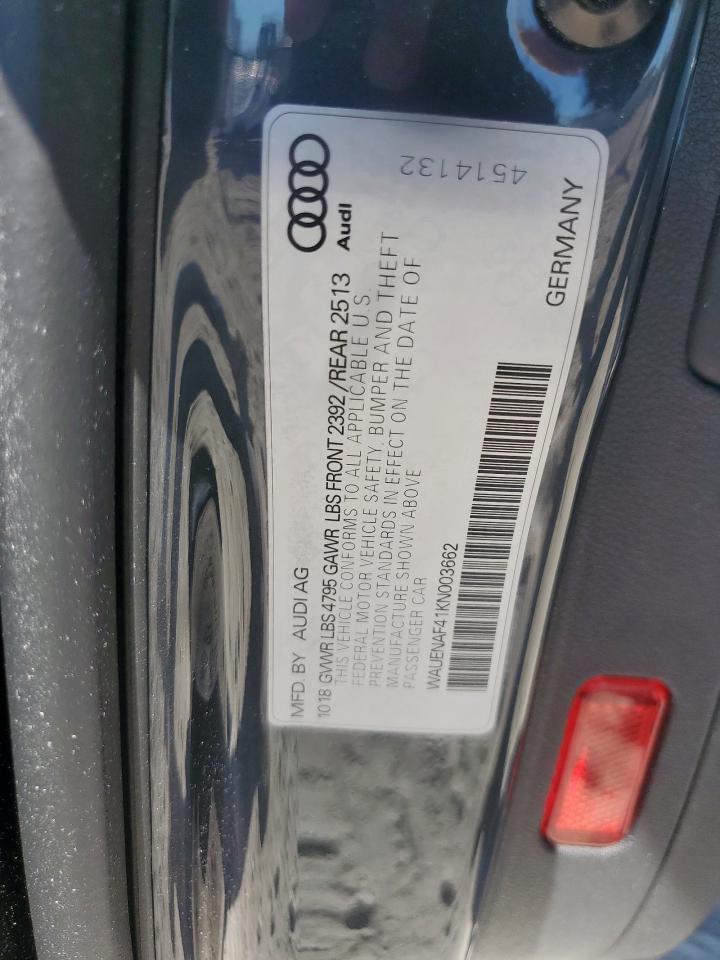 MFD. BY AUDI AG
Audi
1018 GVWR LBS 4795 GAWR LBS FRONT 2392 / REAR 2513
THIS VEHICLE CONFORMS TO ALL APPLICABLE U.S.
FEDERAL MOTOR VEHICLE SAFETY, BUMPER AND THEFT
PREVENTION STANDARDS IN EFFECT ON THE DATE OF
MANUFACTURE SHOWN ABOVE
PASSENGER CAR
WAUENAF41KN003662
GERMANY
4514132